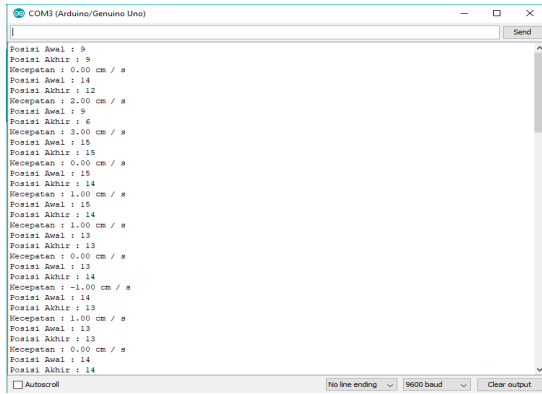 COM3 (Arduino/Genuino Uno)
Send
Posisi Awal : 9
Posisi Akhir : 9
Kecepatan : 0.00 cm / s
Posisi Awal : 14
Posisi Akhir : 12
Kecepatan : 2.00 cm / s
Posisi Awal : 9
Posisi Akhir : 6
Kecepatan : 3.00 cm / s
Posisi Awal : 15
Posisi Akhir : 15
Kecepatan : 0.00 cm / s
Posisi Awal : 15
Posisi Akhir : 14
Kecepatan : 1.00 cm / s
Posisi Awal : 15
Posisi Akhir : 14
Kecepatan : 1.00 cm / s
Posisi Awal : 13
Posisi Akhir : 13
Kecepatan : 0.00 cm / s
Posisi Awal : 13
Posisi Akhir : 14
Kecepatan : -1.00 cm / s
Posisi Awal : 14
Posisi Akhir : 13
Kecepatan : 1.00 cm / s
Posisi Awal : 13
Posisi Akhir : 13
Kecepatan : 0.00 cm / s
Posisi Awal : 14
Posisi Akhir : 14
Autoscroll
No line ending
9600 baud
Clear output